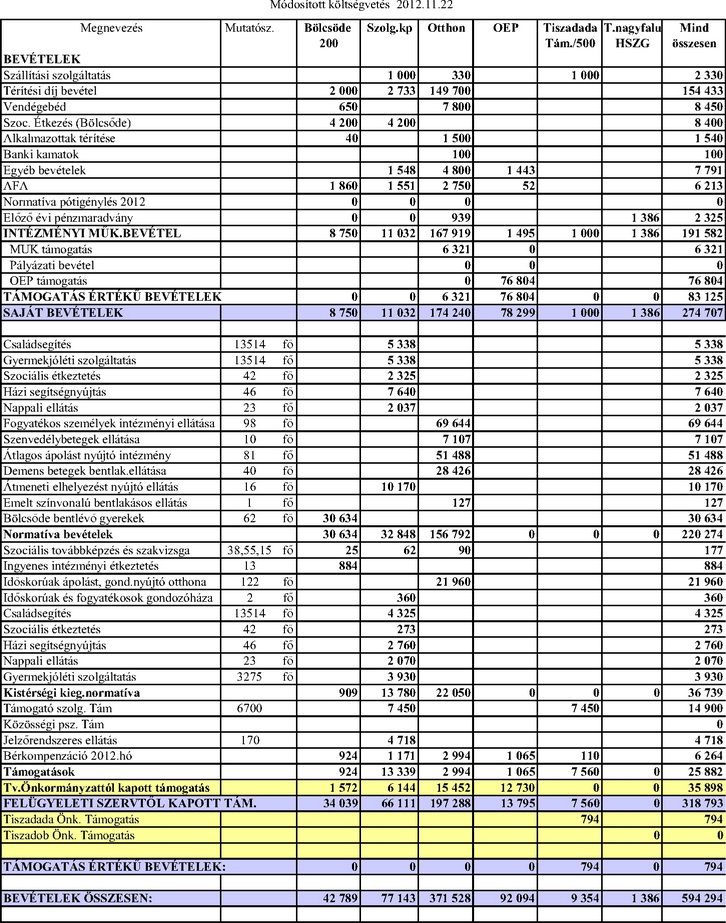 Módosított költségvetés 2012.11.22
Megnevezés Mutatósz. Bölcsöde Szolg.kp Otthon OEP Tiszadada T.nagyfalu Mind
200 Tám./500 HSZG összesen
BEVÉTELEK
Szállítási szolgáltatás 1 000 330 1 000 2 330
Térítési díj bevétel 2 000 2 733 149 700 154 433
Vendégebéd 650 7 800 8 450
Szoc. Étkezés (Bölcsőde) 4 200 4 200 8 400
Alkalmazottak térítése 40 1 500 1 540
Banki kamatok 100 100
Egyéb bevételek 1 548 4 800 1 443 7 791
ÁFA 1 860 1 551 2 750 52 6 213
Normatíva pótigénylés 2012 0 0 0 0
Előző évi pénzmaradvány 0 0 939 1 386 2 325
INTÉZMÉNYI MŰK.BEVÉTEL 8 750 11 032 167 919 1 495 1 000 1 386 191 582
MUK támogatás 6 321 0 6 321
Pályázati bevétel 0 0 0
OEP támogatás 0 76 804 76 804
TÁMOGATÁS ÉRTÉKŰ BEVÉTELEK 0 0 6 321 76 804 0 0 83 125
SAJÁT BEVÉTELEK 8 750 11 032 174 240 78 299 1 000 1 386 274 707
Családsegítés 13514 fő 5 338 5 338
Gyermekjóléti szolgáltatás 13514 fő 5 338 5 338
Szociális étkeztetés 42 fő 2 325 2 325
Házi segítségnyújtás 46 fő 7 640 7 640
Nappali ellátás 23 fő 2 037 2 037
Fogyatékos személyek intézményi ellátása 98 fő 69 644 69 644
Szenvedélybetegek ellátása 10 fő 7 107 7 107
Átlagos ápolást nyújtó intézmény 81 fő 51 488 51 488
Demens betegek bentlak.ellátása 40 fő 28 426 28 426
Átmeneti elhelyezést nyújtó ellátás 16 fő 10 170 10 170
Emelt színvonalú bentlakásos ellátás 1 fő 127 127
Bölcsőde bentlévő gyerekek 62 fő 30 634 30 634
Normatíva bevételek 30 634 32 848 156 792 0 0 0 220 274
Szociális továbbképzés és szakvizsga 38,55,15 fő 25 62 90 177
Ingyenes intézményi étkeztetés 13 fő 884 884
Időskorúak ápolást, gond.nyújtó otthona 122 fő 21 960 21 960
Időskorúak és fogyatékosok gondozóháza 2 fő 360 360
Családsegítés 13514 fő 4 325 4 325
Szociális étkeztetés 42 fő 273 273
Házi segítségnyújtás 46 fő 2 760 2 760
Nappali ellátás 23 fő 2 070 2 070
Gyermekjóléti szolgáltatás 3275 fő 3 930 3 930
Kistérségi kieg.normatíva 909 13 780 22 050 0 0 0 36 739
Támogató szolg. Tám 6700 7 450 7 450 14 900
Közösségi psz. Tám 0
Jelzőrendszeres ellátás 170 4 718 4 718
Bérkompenzáció 2012.hó 924 1 171 2 994 1 065 110 6 264
Támogatások 924 13 339 2 994 1 065 7 560 0 25 882
Tv.Önkormányzattól kapott támogatás 1 572 6 144 15 452 12 730 0 0 35 898
FELÜGYELETI SZERVTŐL KAPOTT TÁM. 34 039 66 111 197 288 13 795 7 560 0 318 793
Tiszadada Önk. Támogatás 794 794
Tiszadob Önk. Támogatás 0 0
TÁMOGATÁS ÉRTÉKŰ BEVÉTELEK: 0 0 0 0 794 0 794
BEVÉTELEK ÖSSZESEN: 42 789 77 143 371 528 92 094 9 354 1 386 594 294